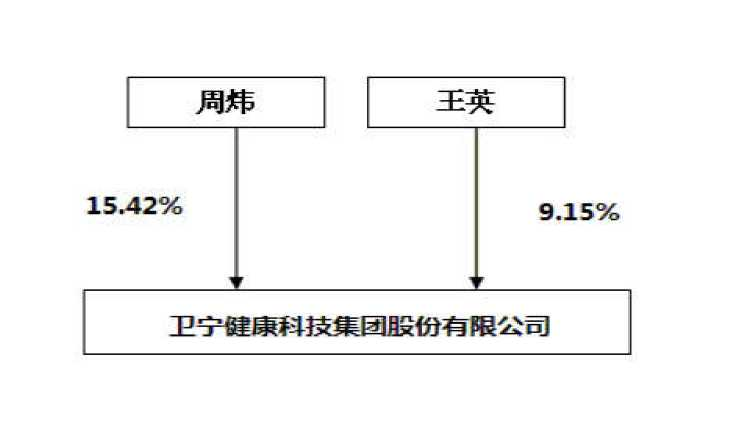 周炜
王英
15.42%
9.15%
卫宁健康科技集团股份有限公司